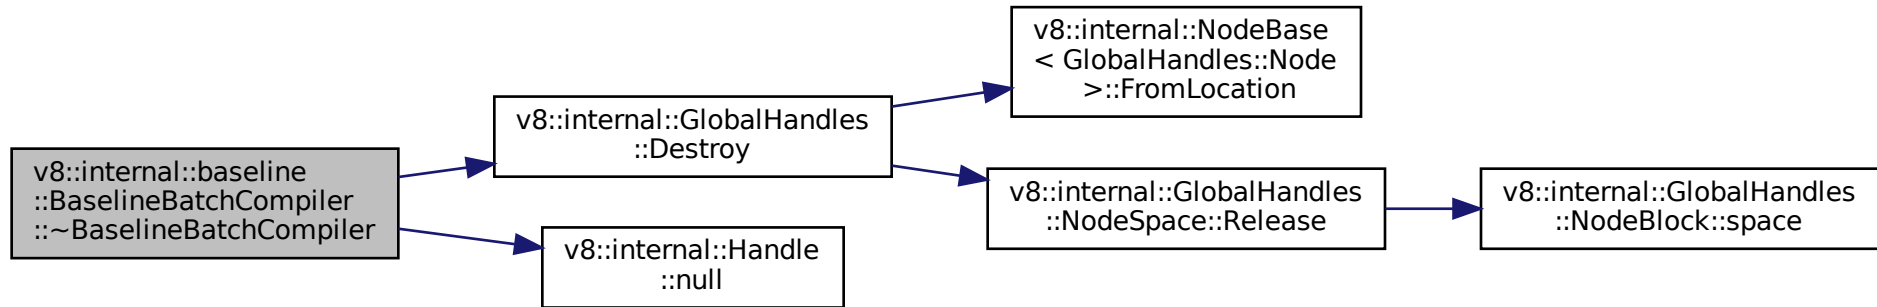 v8::internal::baseline
::BaselineBatchCompiler
::~BaselineBatchCompiler
v8::internal::GlobalHandles
::Destroy
v8::internal::NodeBase
< GlobalHandles::Node
>::FromLocation
v8::internal::GlobalHandles
::NodeSpace::Release
v8::internal::GlobalHandles
::NodeBlock::space
v8::internal::Handle
::null